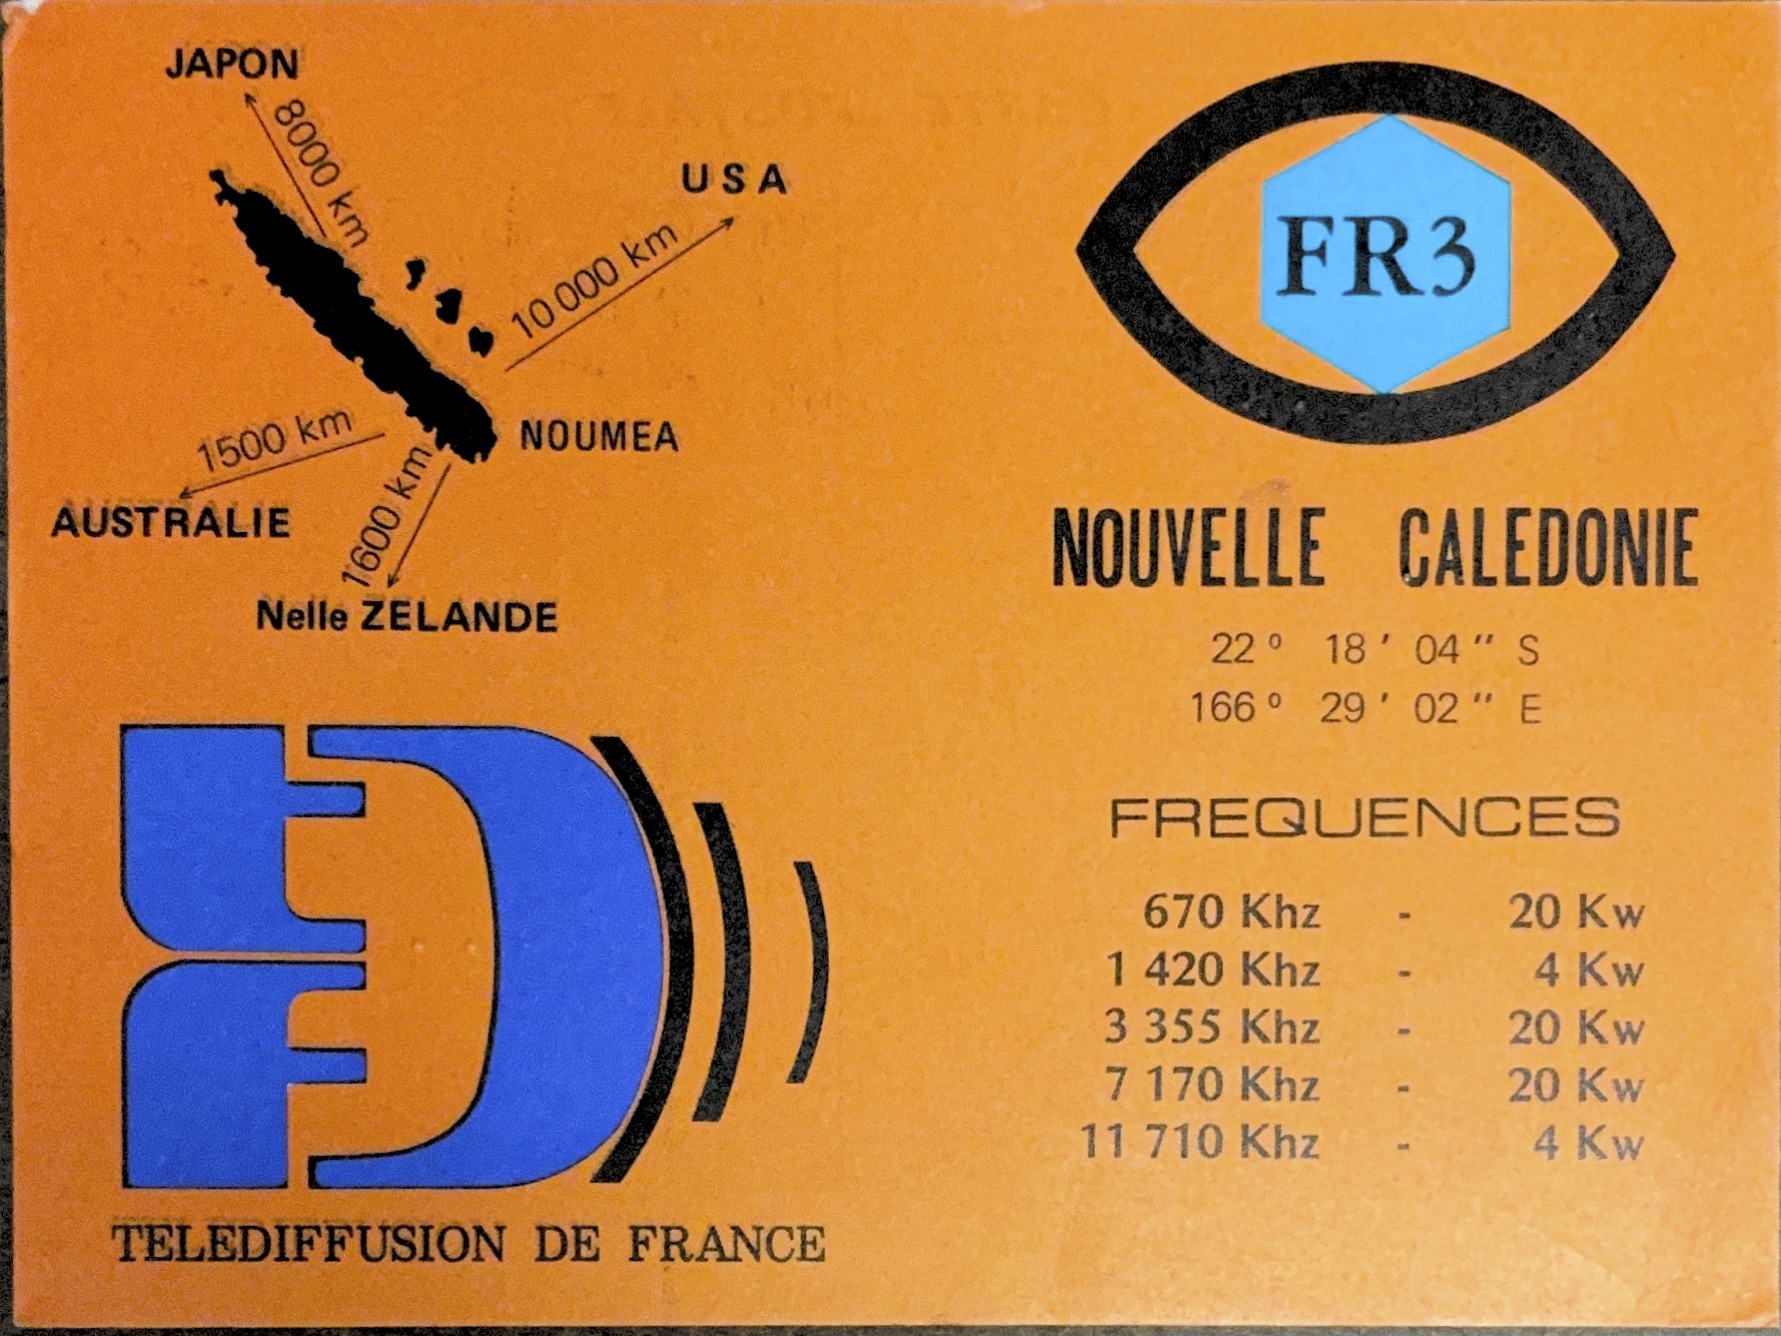 JAPON
8000 km
USA
10 000 km
NOUMEA
1500 km
AUSTRALIE
1600 km
Nelle ZELANDE
TELEDIFFUSION DE FRANCE
FR3
NOUVELLE CALEDONIE
22° 18' 04" S
166° 29' 02" E
FREQUENCES
670 Khz - 20 Kw
1 420 Khz - 4 Kw
3 355 Khz - 20 Kw
7 170 Khz - 20 Kw
11 710 Khz - 4 Kw